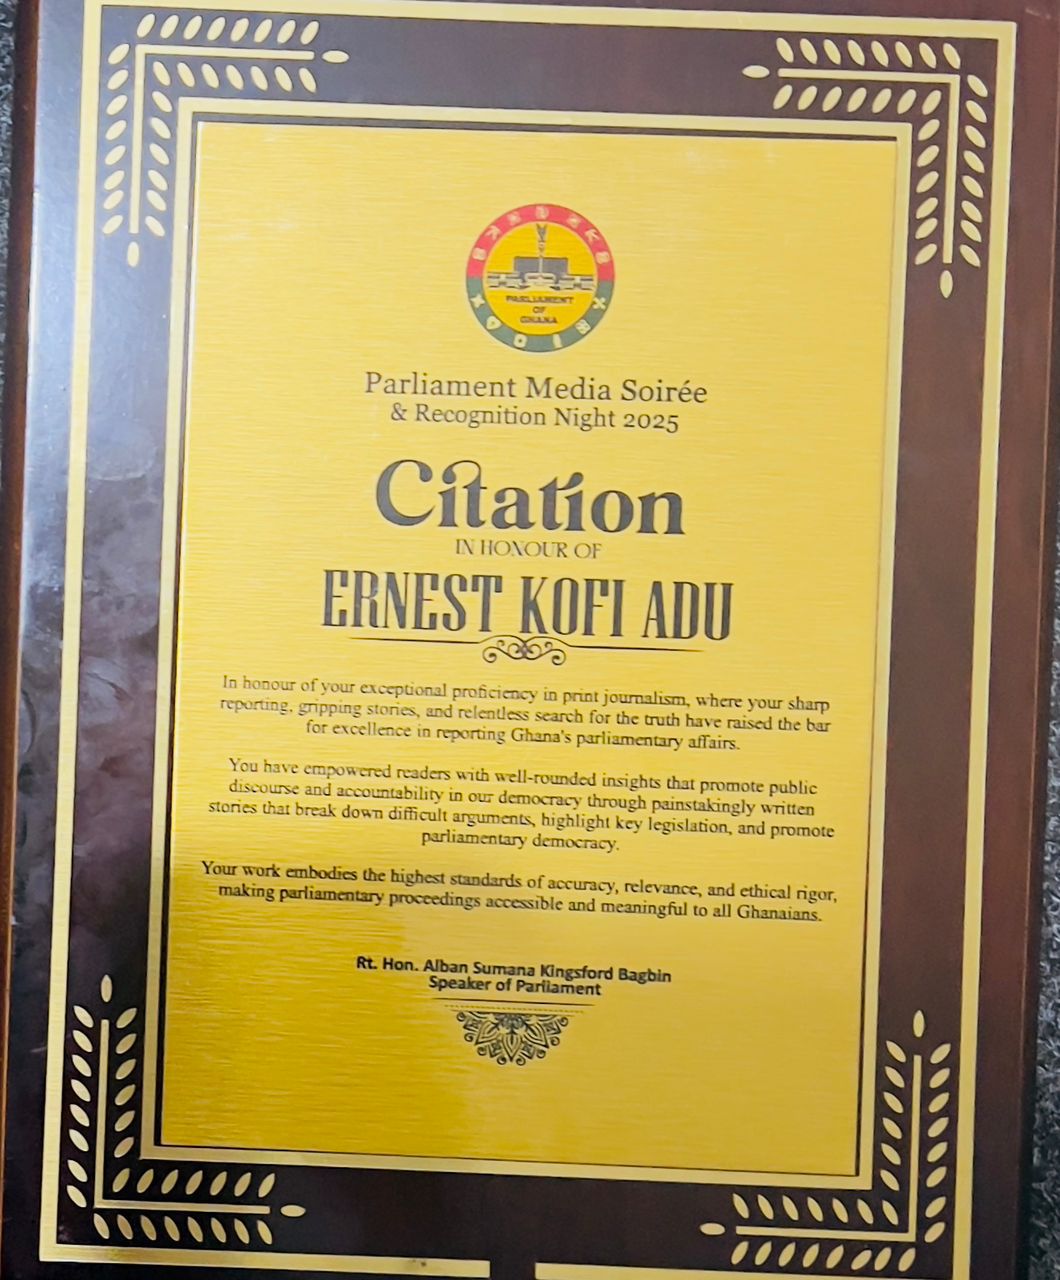 PARLIAMENT
OF
GHANA
Parliament Media Soirée
& Recognition Night 2025
Citation
IN HONOUR OF
ERNEST KOFI ADU
In honour of your exceptional proficiency in print journalism, where your sharp
reporting, gripping stories, and relentless search for the truth have raised the bar
for excellence in reporting Ghana's parliamentary affairs.
You have empowered readers with well-rounded insights that promote public
discourse and accountability in our democracy through painstakingly written
stories that break down difficult arguments, highlight key legislation, and promote
parliamentary democracy.
Your work embodies the highest standards of accuracy, relevance, and ethical rigor,
making parliamentary proceedings accessible and meaningful to all Ghanaians.
Rt. Hon. Alban Sumana Kingsford Bagbin
Speaker of Parliament